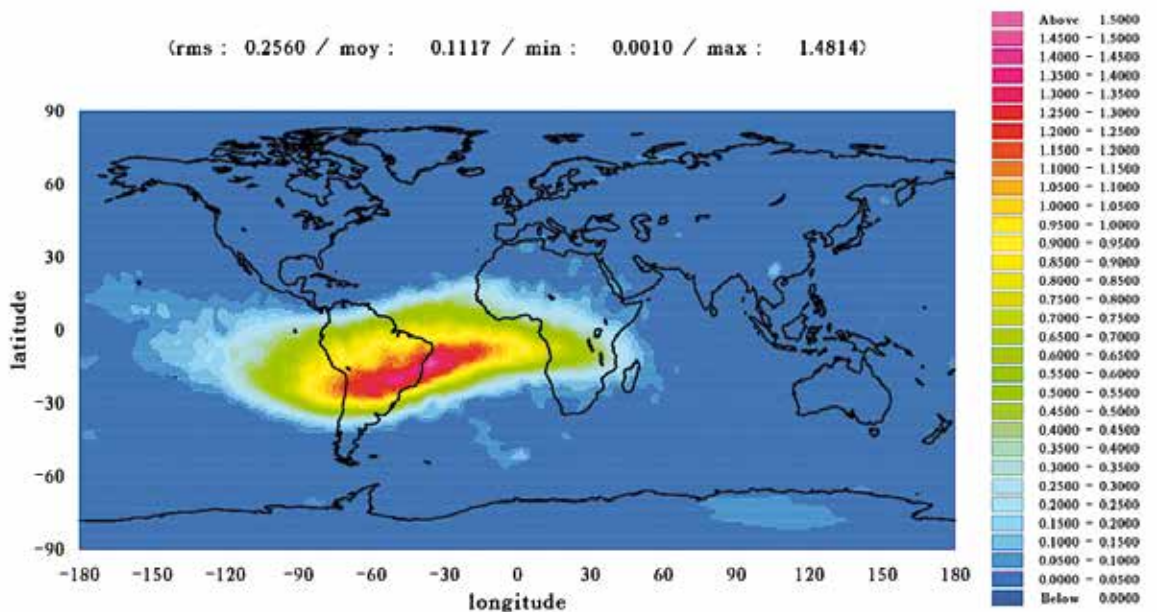 (rms : 0.2560 / moy : 0.1117 / min : 0.0010 / max : 1.4814)
Above 1.5000
1.4500 - 1.5000
1.4000 - 1.4500
1.3500 - 1.4000
1.3000 - 1.3500
1.2500 - 1.3000
1.2000 - 1.2500
1.1500 - 1.2000
1.1000 - 1.1500
1.0500 - 1.1000
1.0000 - 1.0500
0.9500 - 1.0000
0.9000 - 0.9500
0.8500 - 0.9000
0.8000 - 0.8500
0.7500 - 0.8000
0.7000 - 0.7500
0.6500 - 0.7000
0.6000 - 0.6500
0.5500 - 0.6000
0.5000 - 0.5500
0.4500 - 0.5000
0.4000 - 0.4500
0.3500 - 0.4000
0.3000 - 0.3500
0.2500 - 0.3000
0.2000 - 0.2500
0.1500 - 0.2000
0.1000 - 0.1500
0.0500 - 0.1000
0.0000 - 0.0500
Below 0.0000
latitude
90
60
30
0
-30
-60
-90
-180 -150 -120 -90 -60 -30 0 30 60 90 120 150 180
longitude